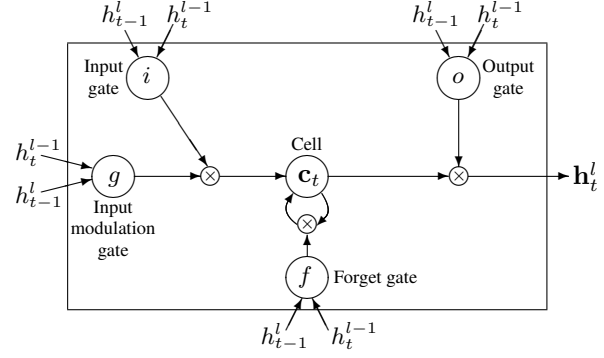 h_{t-1}^l h_t^{l-1}
h_{t-1}^l h_t^{l-1}
Input
gate
i
o
Output
gate
h_t^{l-1}
h_{t-1}^l
g
Input
modulation
gate
×
Cell
c_t
×
h_t^l
×
f
Forget gate
h_{t-1}^l h_t^{l-1}